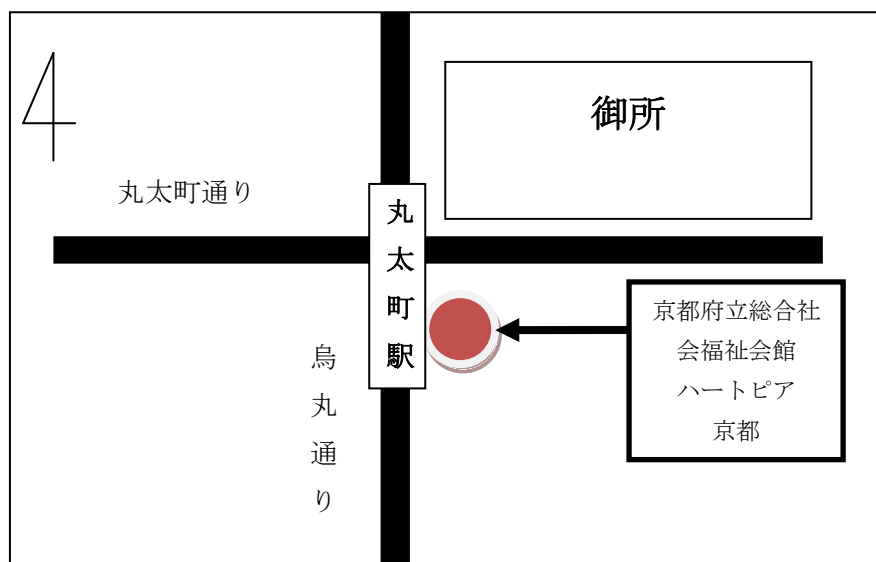 御所
丸太町通り
丸太町駅
烏丸通り
京都府立総合社
会福祉会館
ハートピア
京都